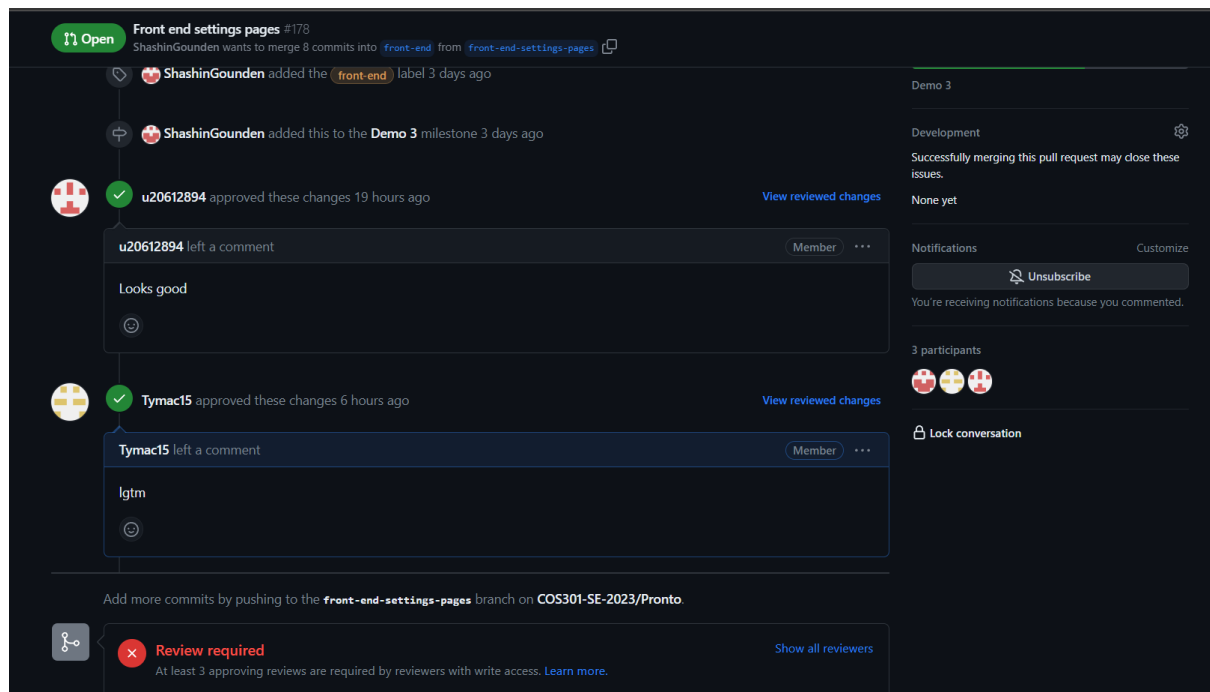 Open
Front end settings pages #178
ShashinGounden wants to merge 8 commits into front-end from front-end-settings-pages
ShashinGounden added the front-end label 3 days ago
ShashinGounden added this to the Demo 3 milestone 3 days ago
u20612894 approved these changes 19 hours ago
View reviewed changes
u20612894 left a comment
Member
Looks good
Tymac15 approved these changes 6 hours ago
View reviewed changes
Tymac15 left a comment
Member
lgtm
Add more commits by pushing to the front-end-settings-pages branch on COS301-SE-2023/Pronto.
Review required
Show all reviewers
At least 3 approving reviews are required by reviewers with write access. Learn more.
Demo 3
Development
Successfully merging this pull request may close these
issues.
None yet
Notifications
Customize
Unsubscribe
You're receiving notifications because you commented.
3 participants
Lock conversation